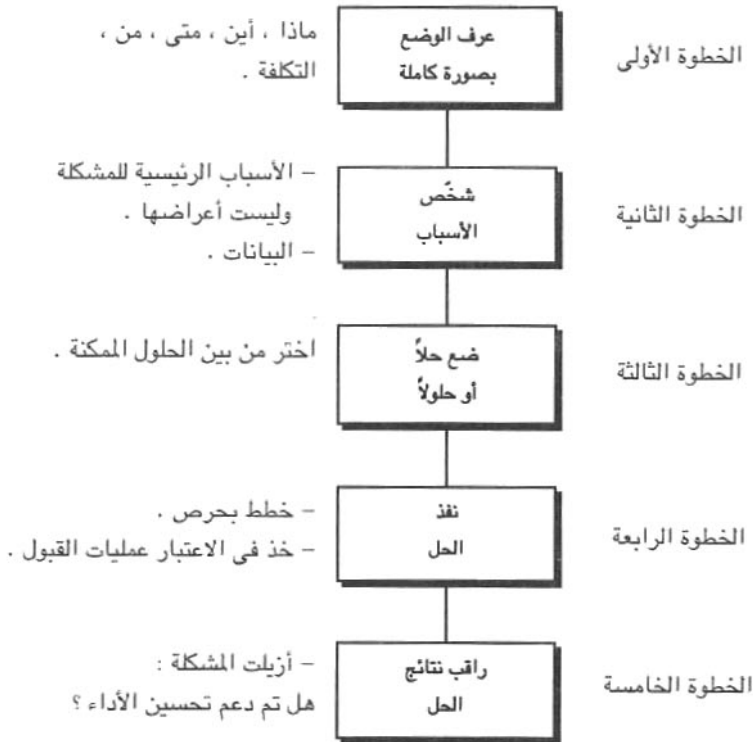 الخطوة الأولى
عرف الوضع
بصورة كاملة
ماذا ، أين ، متى ، من ،
التكلفة .
الخطوة الثانية
شخّص
الأسباب
– الأسباب الرئيسية للمشكلة
وليست أعراضها .
– البيانات .
الخطوة الثالثة
ضع حلاً
أو حلولاً
اختر من بين الحلول الممكنة .
الخطوة الرابعة
نفذ
الحل
– خطط بحرص .
– خذ فى الاعتبار عمليات القبول .
الخطوة الخامسة
راقب نتائج
الحل
– أزيلت المشكلة :
هل تم دعم تحسين الأداء ؟